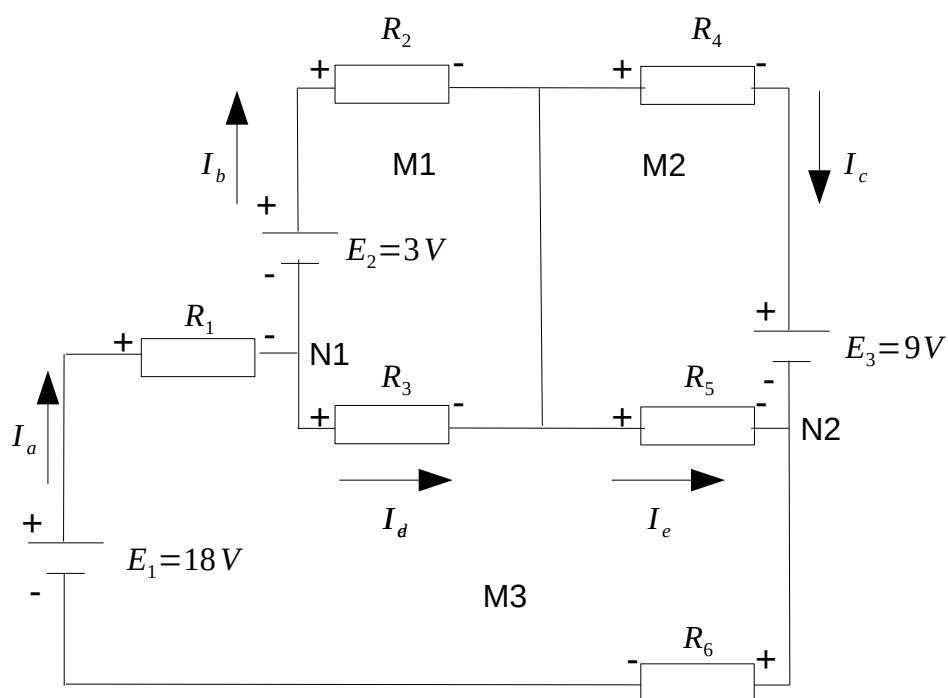 R2
R4
+ - + -
M1
M2
Ib
Ic
+
E2=3V
-
R1
+ -
N1
+
E3=9V
-
R3
R5
+ - + -
N2
Ia
Id
Ie
+
E1=18V
-
M3
R6
- +